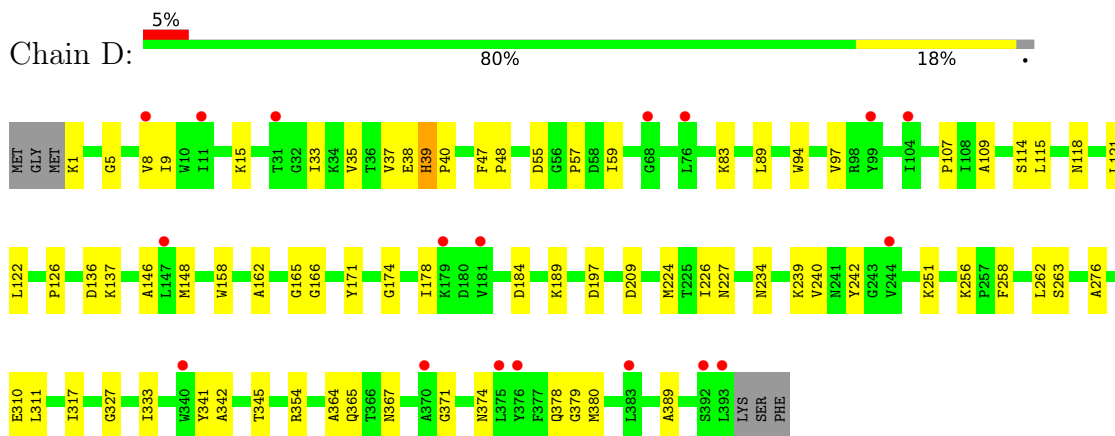 5%
Chain D:
80% 18% •
MET GLY MET K1 G5 V8 I9 W10 I11 K15 T31 G32 I33 K34 V35 T36 V37 E38 H39 P40 F47 P48 D55 G56 P57 D58 I59 G68 L76 K83 L89 W94 V97 R98 Y99 I104 P107 I108 A109 S114 L115 N118 L121
L122 P126 D136 K137 A146 L147 M148 W158 A162 G165 G166 Y171 G174 I178 K179 D180 V181 D184 K189 D197 D209 M224 T225 I226 N227 N234 K239 V240 N241 Y242 G243 V244 K251 K256 P257 F258 L262 S263 A276
E310 L311 I317 G327 I333 W340 Y341 A342 T345 R354 A364 Q365 T366 N367 A370 G371 N374 L375 Y376 F377 Q378 G379 M380 L383 A389 S392 L393 LYS SER PHE